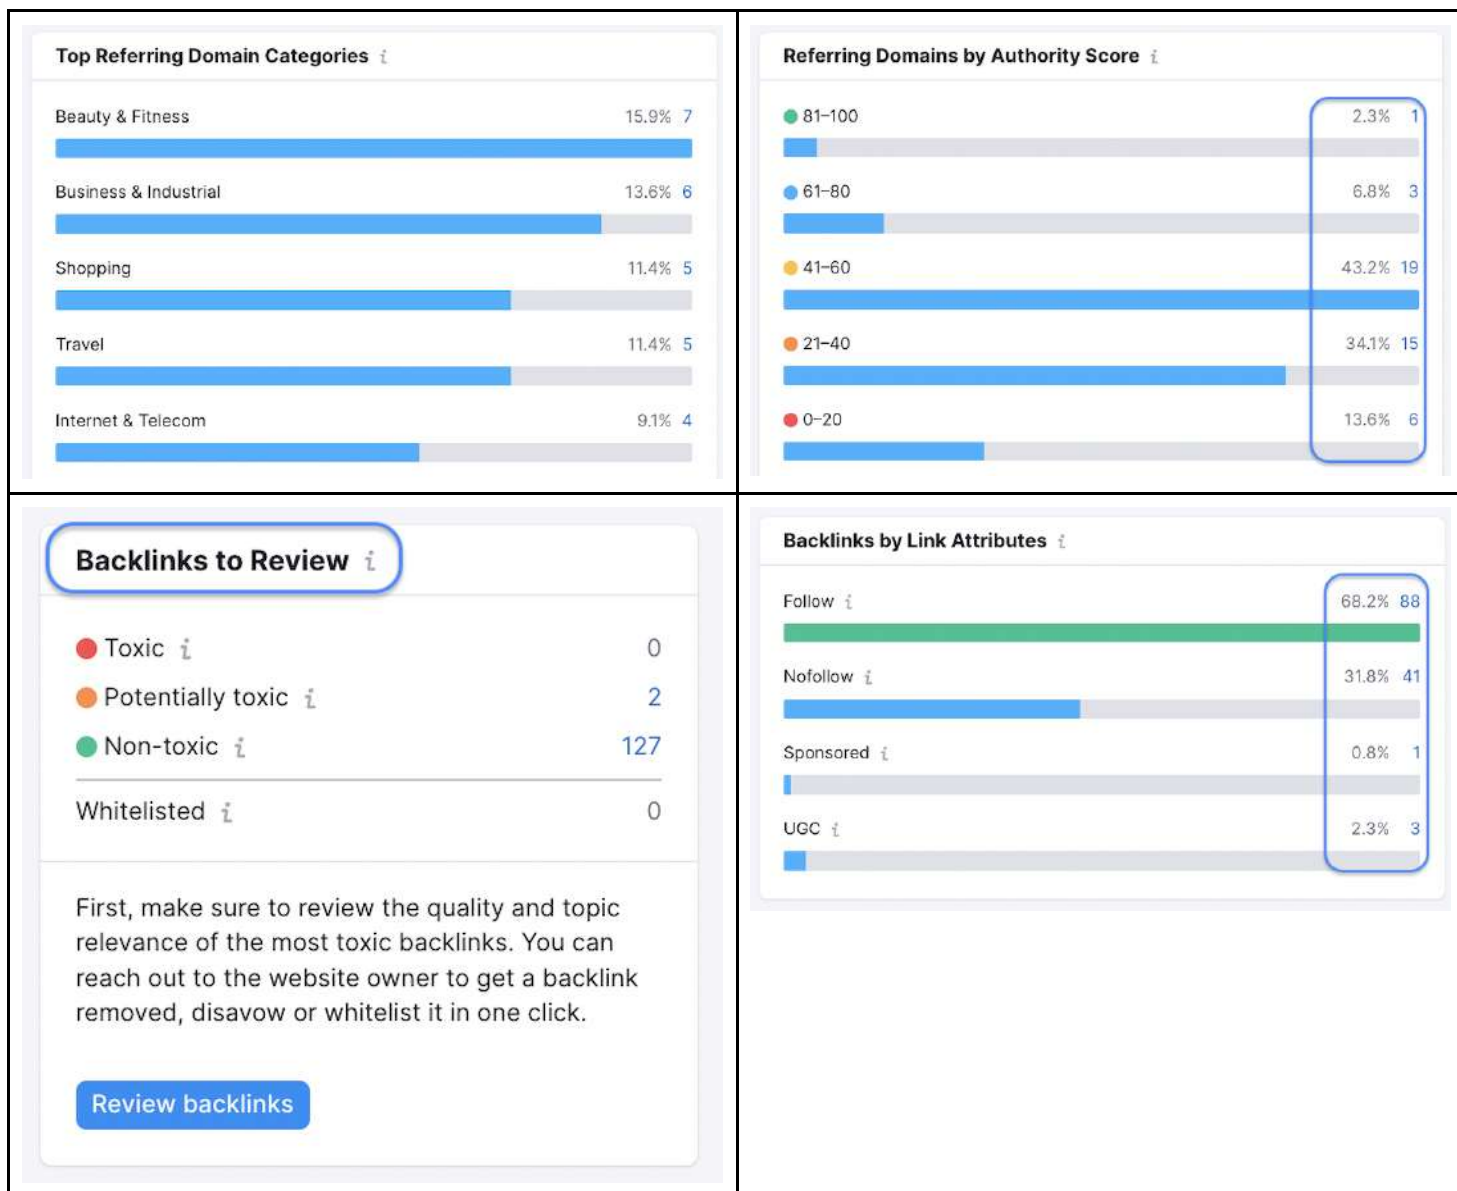 Top Referring Domain Categories i
Beauty & Fitness 15.9% 7
Business & Industrial 13.6% 6
Shopping 11.4% 5
Travel 11.4% 5
Internet & Telecom 9.1% 4
Referring Domains by Authority Score i
81–100 2.3% 1
61–80 6.8% 3
41–60 43.2% 19
21–40 34.1% 15
0–20 13.6% 6
Backlinks to Review i
Toxic i 0
Potentially toxic i 2
Non-toxic i 127
Whitelisted i 0
First, make sure to review the quality and topic
relevance of the most toxic backlinks. You can
reach out to the website owner to get a backlink
removed, disavow or whitelist it in one click.
Review backlinks
Backlinks by Link Attributes i
Follow i 68.2% 88
Nofollow i 31.8% 41
Sponsored i 0.8% 1
UGC i 2.3% 3